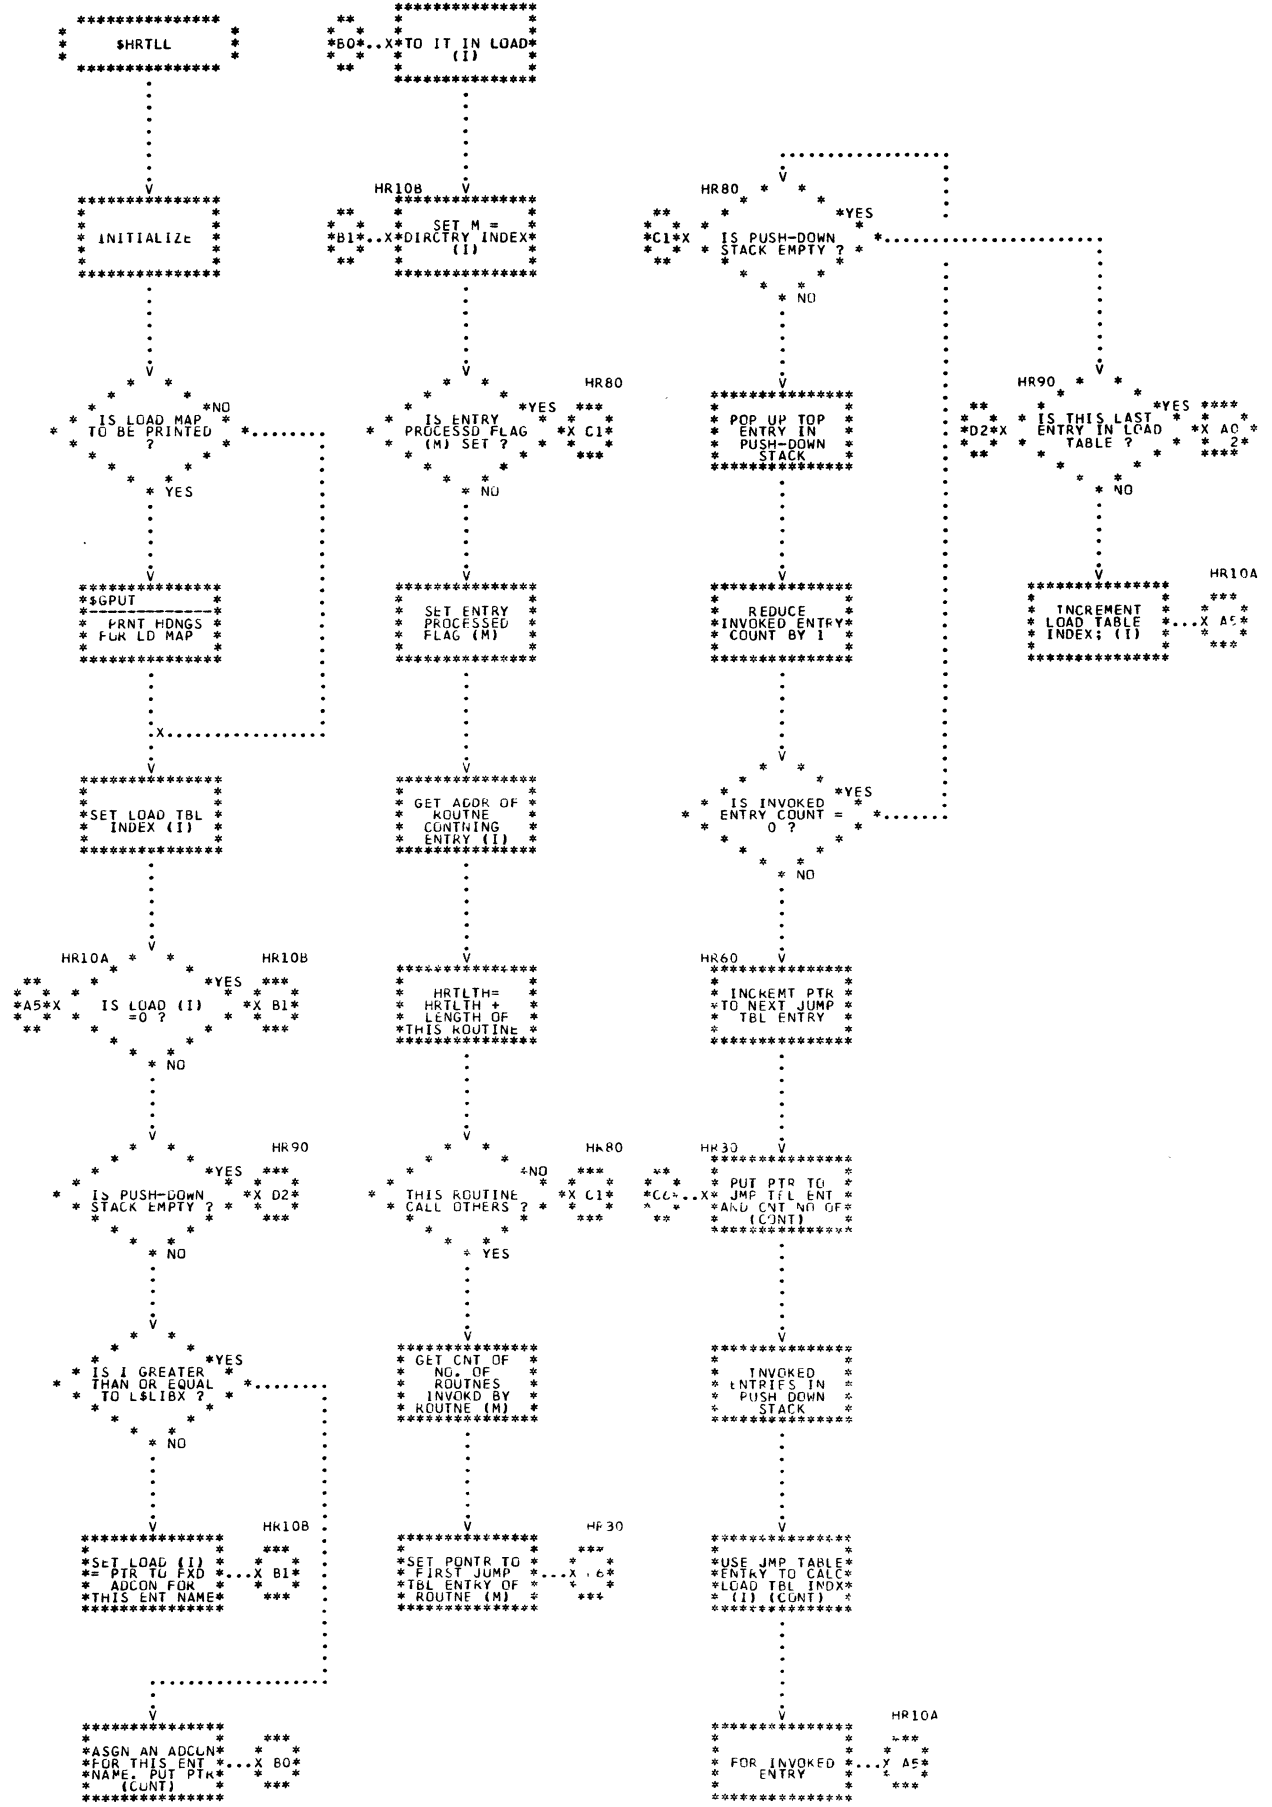 $HRTLL
INITIALIZE
NO
IS LOAD MAP
TO BE PRINTED
?
YES
$GPUT
PRNT HDNGS
FOR LD MAP
X
SET LOAD TBL
INDEX (I)
HR10A
HR10B
YES
A5*X
IS LOAD (I)
=0 ?
X B1
NO
HR90
YES
IS PUSH-DOWN
STACK EMPTY ?
X D2
NO
YES
IS I GREATER
THAN OR EQUAL
TO L$LIBX ?
NO
HR10B
SET LOAD (I)
= PTR TO FXD
ADCON FOR
THIS ENT NAME
X B1
ASGN AN ADCON
FOR THIS ENT
NAME. PUT PTR
(CONT)
X B0
*B0*..X*TO IT IN LOAD
(I)
HR10B
SET M =
*B1*..X*DIRCTRY INDEX
(I)
HR80
YES
IS ENTRY
PROCESSD FLAG
(M) SET ?
X C1
NO
SET ENTRY
PROCESSED
FLAG (M)
GET ADDR OF
ROUTNE
CONTNING
ENTRY (I)
HRTLTH=
HRTLTH +
LENGTH OF
THIS ROUTINE
HR80
NO
THIS ROUTINE
CALL OTHERS ?
X C1
YES
GET CNT OF
NO. OF
ROUTNES
INVOKD BY
ROUTNE (M)
HR30
SET PONTR TO
FIRST JUMP
TBL ENTRY OF
ROUTNE (M)
HR80
YES
*C1*X
IS PUSH-DOWN
STACK EMPTY ?
NO
POP UP TOP
ENTRY IN
PUSH-DOWN
STACK
REDUCE
INVOKED ENTRY
COUNT BY 1
YES
IS INVOKED
ENTRY COUNT =
0 ?
NO
HR60
INCREMT PTR
TO NEXT JUMP
TBL ENTRY
HR30
PUT PTR TO
JMP TBL ENT
AND CNT NO OF
(CONT)
INVOKED
ENTRIES IN
PUSH DOWN
STACK
USE JMP TABLE
ENTRY TO CALC
LOAD TBL INDX
(I) (CONT)
HR10A
FOR INVOKED
ENTRY
X A5
HR90
YES
*D2*X
IS THIS LAST
ENTRY IN LOAD
TABLE ?
X A0
2
NO
HR10A
INCREMENT
LOAD TABLE
INDEX; (I)
X A5